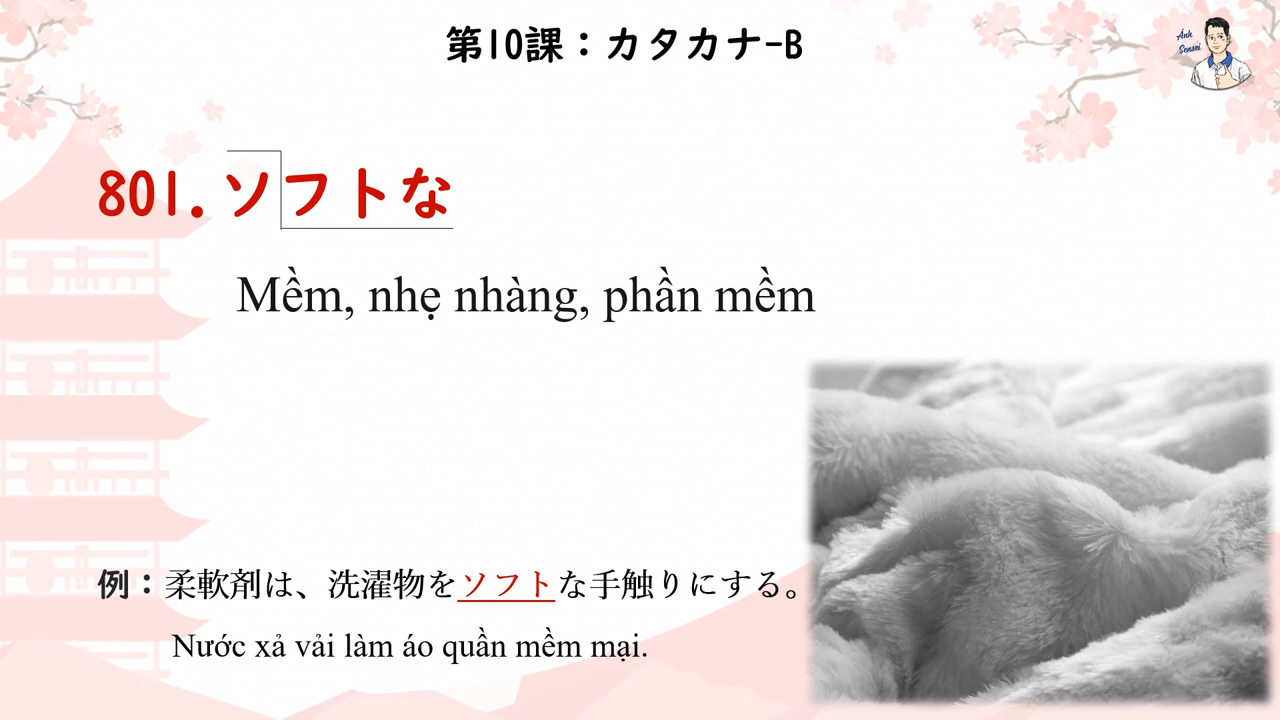 第10課：カタカナ-B
Anh Sensei
801. ソフトな
Mềm, nhẹ nhàng, phần mềm
例：柔軟剤は、洗濯物をソフトな手触りにする。
Nước xả vải làm áo quần mềm mại.